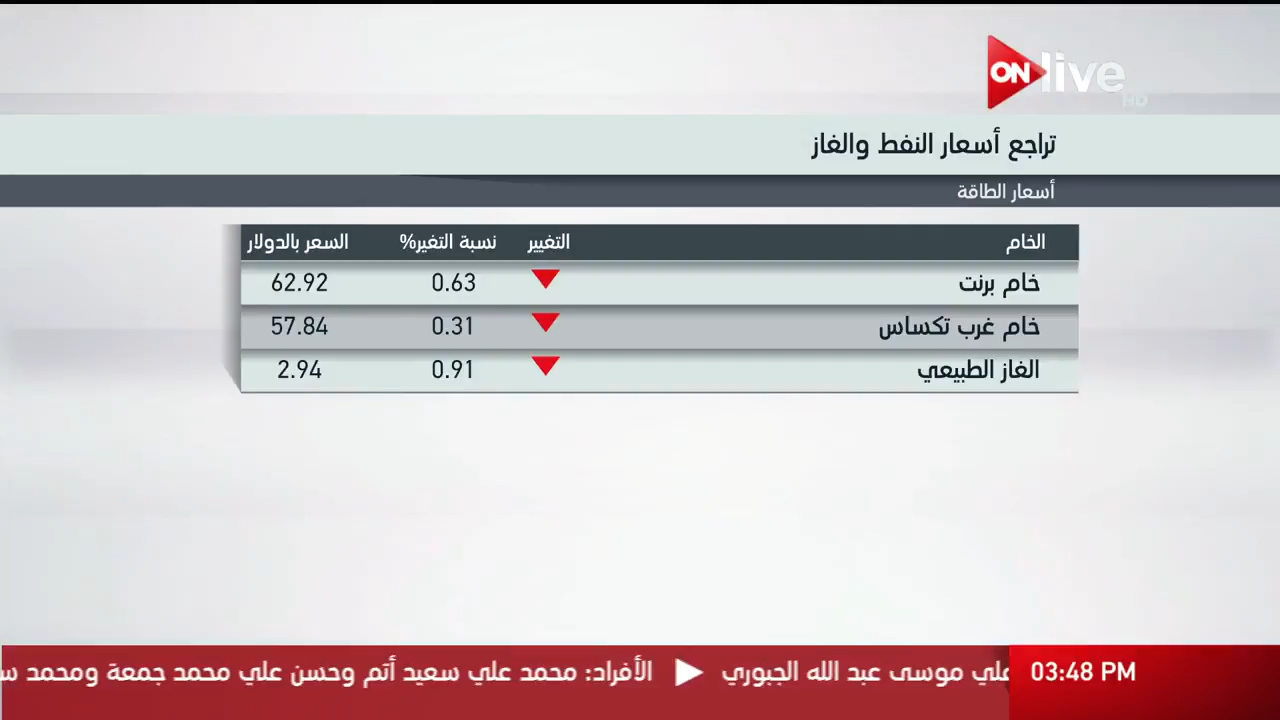 ON live HD
تراجع أسعار النفط والغاز
أسعار الطاقة
الخام التغيير نسبة التغير% السعر بالدولار
خام برنت 0.63 62.92
خام غرب تكساس 0.31 57.84
الغاز الطبيعي 0.91 2.94
03:48 PM علي موسى عبد الله الجبوري الأفراد: محمد علي سعيد أتم وحسن علي محمد جمعة ومحمد